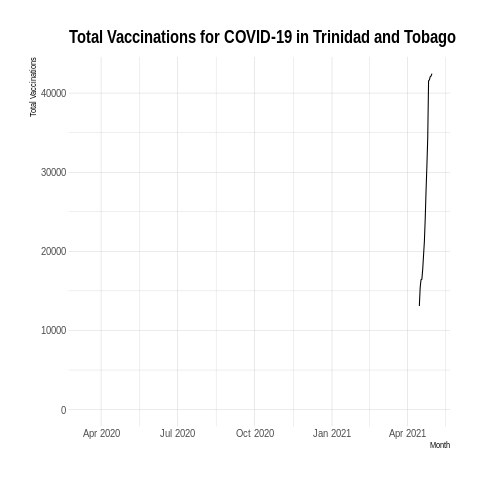 Total Vaccinations for COVID-19 in Trinidad and Tobago
Total Vaccinations
40000
30000
20000
10000
0
Apr 2020 Jul 2020 Oct 2020 Jan 2021 Apr 2021
Month